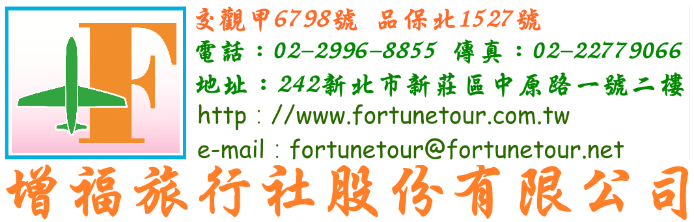 F
交觀甲6798號 品保北1527號
電話：02-2996-8855 傳真：02-22779066
地址：242新北市新莊區中原路一號二樓
http：//www.fortunetour.com.tw
e-mail：fortunetour@fortunetour.net
增福旅行社股份有限公司